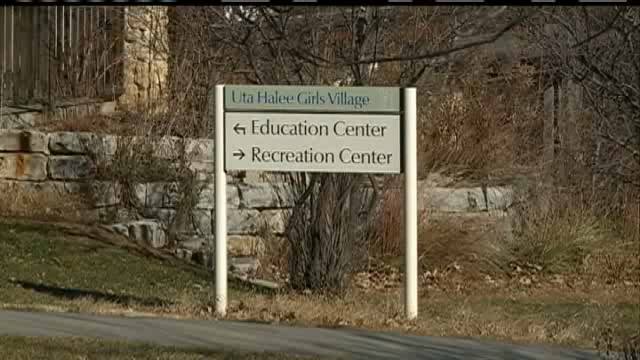 Uta Halee Girls Village
← Education Center
→ Recreation Center